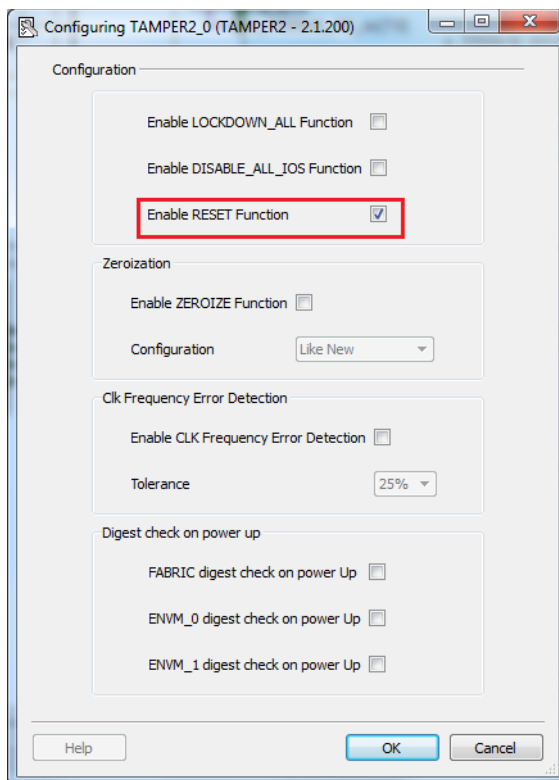 Configuring TAMPER2_0 (TAMPER2 - 2.1.200)
Configuration
Enable LOCKDOWN_ALL Function
Enable DISABLE_ALL_IOS Function
Enable RESET Function
Zeroization
Enable ZEROIZE Function
Configuration Like New
Clk Frequency Error Detection
Enable CLK Frequency Error Detection
Tolerance 25%
Digest check on power up
FABRIC digest check on power Up
ENVM_0 digest check on power Up
ENVM_1 digest check on power Up
Help OK Cancel